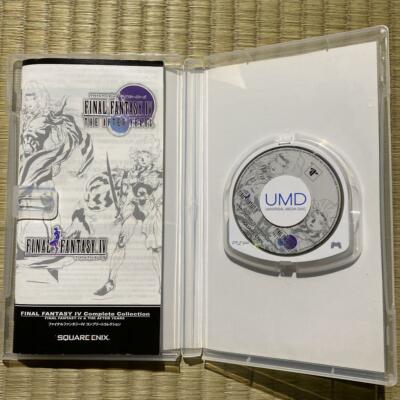 FINAL FANTASY IV
THE AFTER YEARS
FINAL FANTASY IV
FINAL FANTASY IV Complete Collection
FINAL FANTASY IV & THE AFTER YEARS
ファイナルファンタジーIV コンプリートコレクション
SQUARE ENIX
UMD
UNIVERSAL MEDIA DISC
PSP